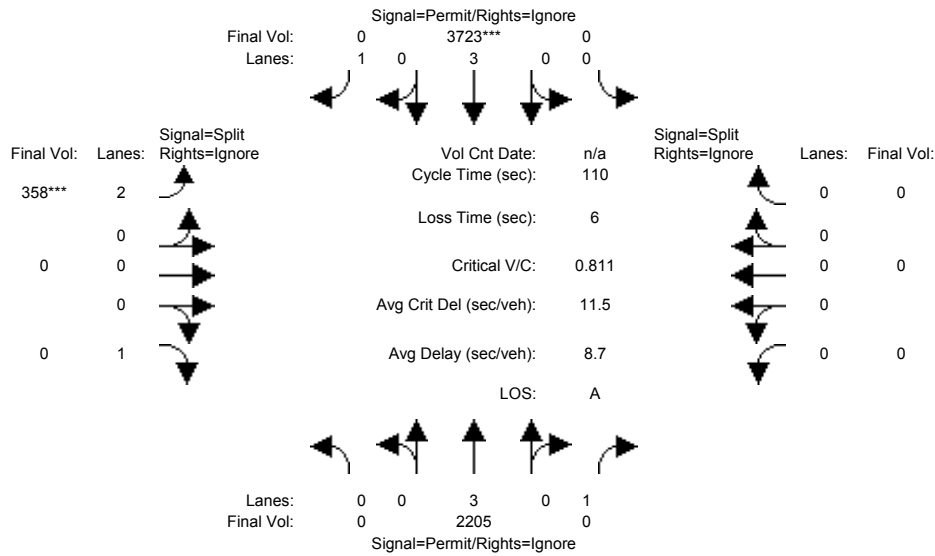 Signal=Permit/Rights=Ignore
Final Vol: 0 3723*** 0
Lanes: 1 0 3 0 0
Signal=Split
Final Vol: Lanes: Rights=Ignore
Vol Cnt Date: n/a
Signal=Split
Rights=Ignore Lanes: Final Vol:
Cycle Time (sec): 110
358*** 2 0 0
Loss Time (sec): 6
0 0
0 0 Critical V/C: 0.811 0 0
0 Avg Crit Del (sec/veh): 11.5 0
0 1 Avg Delay (sec/veh): 8.7 0 0
LOS: A
Lanes: 0 0 3 0 1
Final Vol: 0 2205 0
Signal=Permit/Rights=Ignore